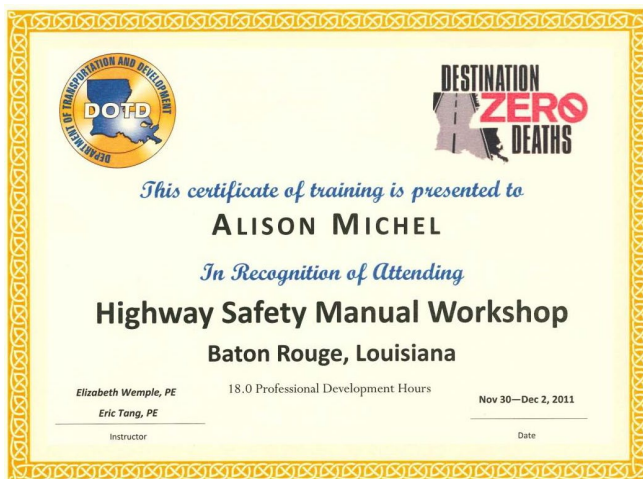 DEPARTMENT OF TRANSPORTATION AND DEVELOPMENT
DOTD
DESTINATION
ZERO
DEATHS
This certificate of training is presented to
ALISON MICHEL
In Recognition of Attending
Highway Safety Manual Workshop
Baton Rouge, Louisiana
18.0 Professional Development Hours
Elizabeth Wemple, PE
Eric Tang, PE
Instructor
Nov 30—Dec 2, 2011
Date